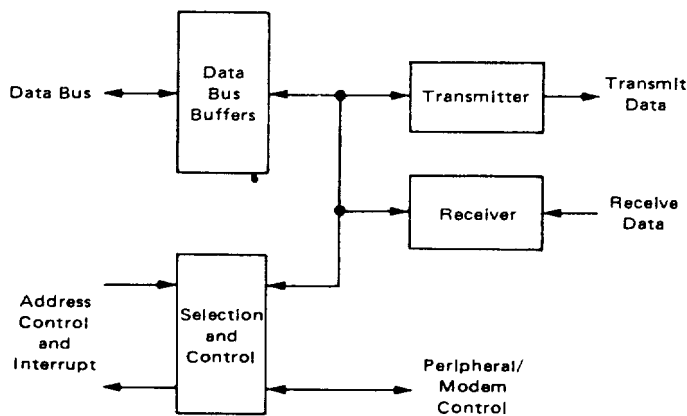 Data Bus
Data
Bus
Buffers
Transmitter
Transmit
Data
Receiver
Receive
Data
Address
Control
and
Interrupt
Selection
and
Control
Peripheral/
Modem
Control